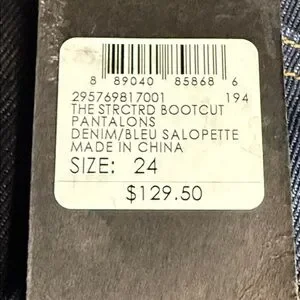 8 89040 85868 6
295769817001 194
THE STRCTRD BOOTCUT
PANTALONS
DENIM/BLEU SALOPETTE
MADE IN CHINA
SIZE: 24
$129.50